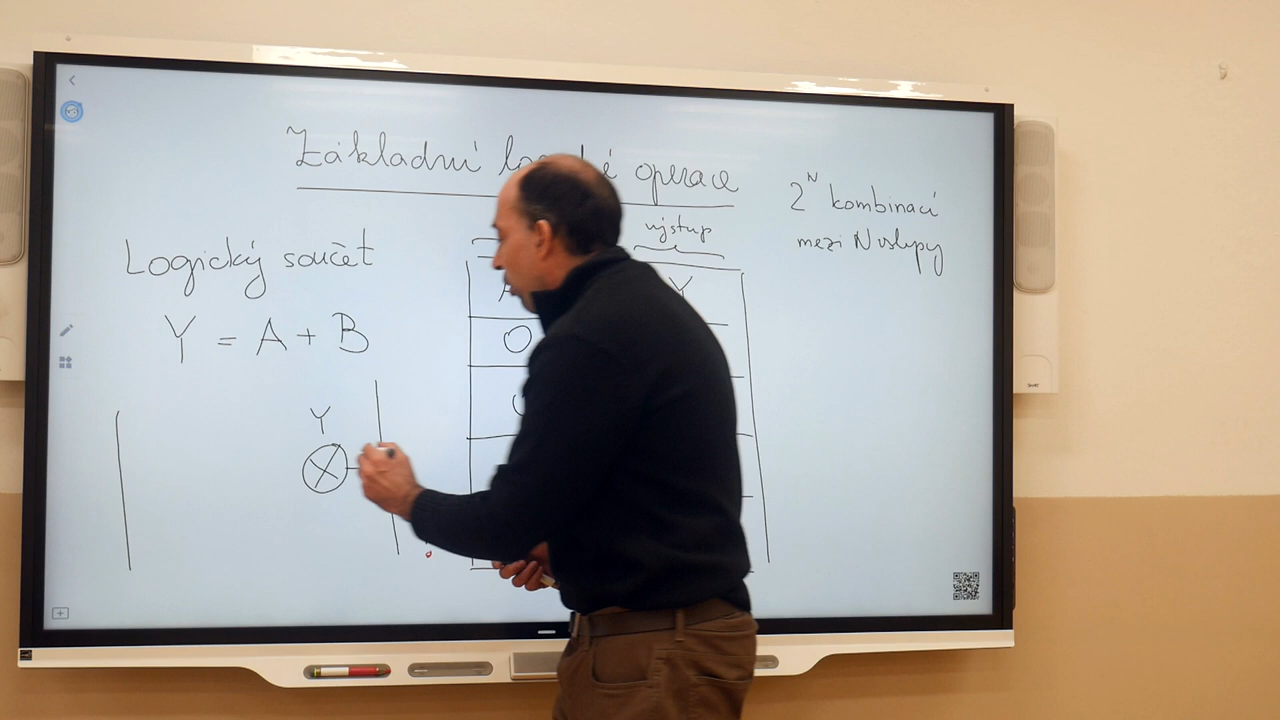 Základní operace
2^N kombinací
mezi N vstupy
výstup
Logický součet
Y = A + B
A Y
0
Y